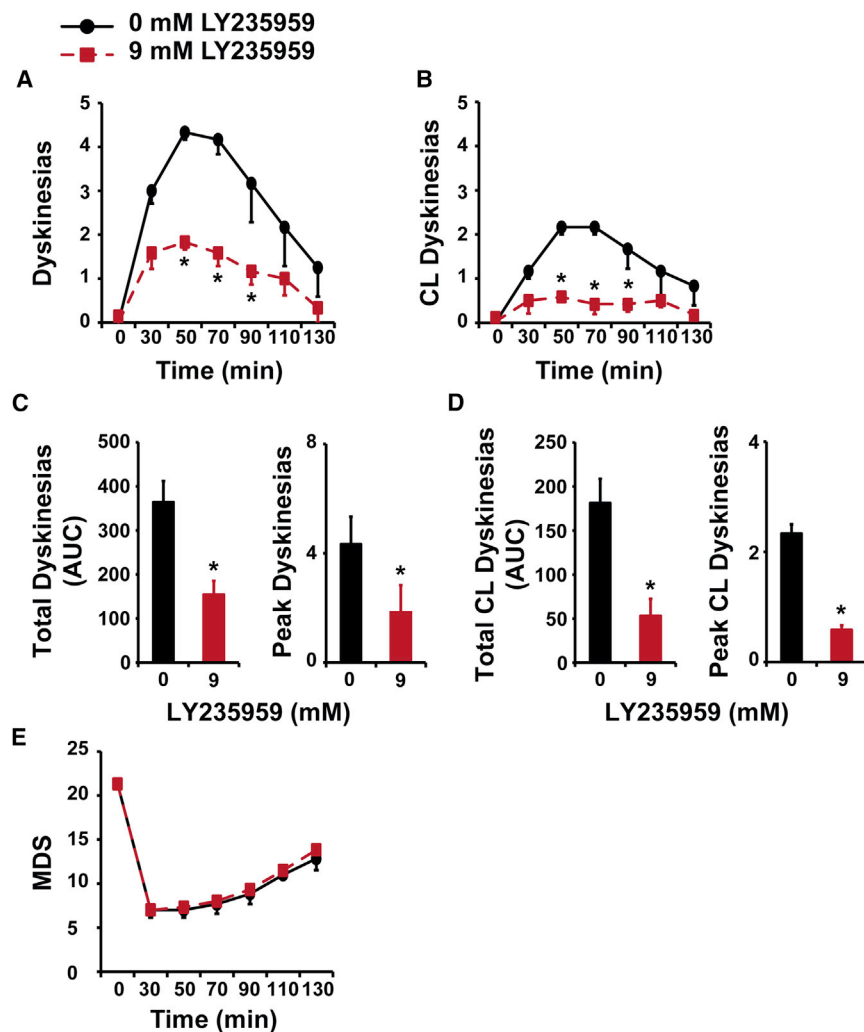 0 mM LY235959
9 mM LY235959
A
B
Dyskinesias
5
4
3
2
1
0
*
*
*
0 30 50 70 90 110 130
Time (min)
CL Dyskinesias
5
4
3
2
1
0
*
*
*
0 30 50 70 90 110 130
Time (min)
C
D
Total Dyskinesias
(AUC)
500
400
300
200
100
0
*
0 9
Peak Dyskinesias
8
4
0
*
0 9
LY235959 (mM)
Total CL Dyskinesias
(AUC)
250
200
150
100
50
0
*
0 9
Peak CL Dyskinesias
4
2
0
*
0 9
LY235959 (mM)
E
MDS
25
20
15
10
5
0
0 30 50 70 90 110 130
Time (min)